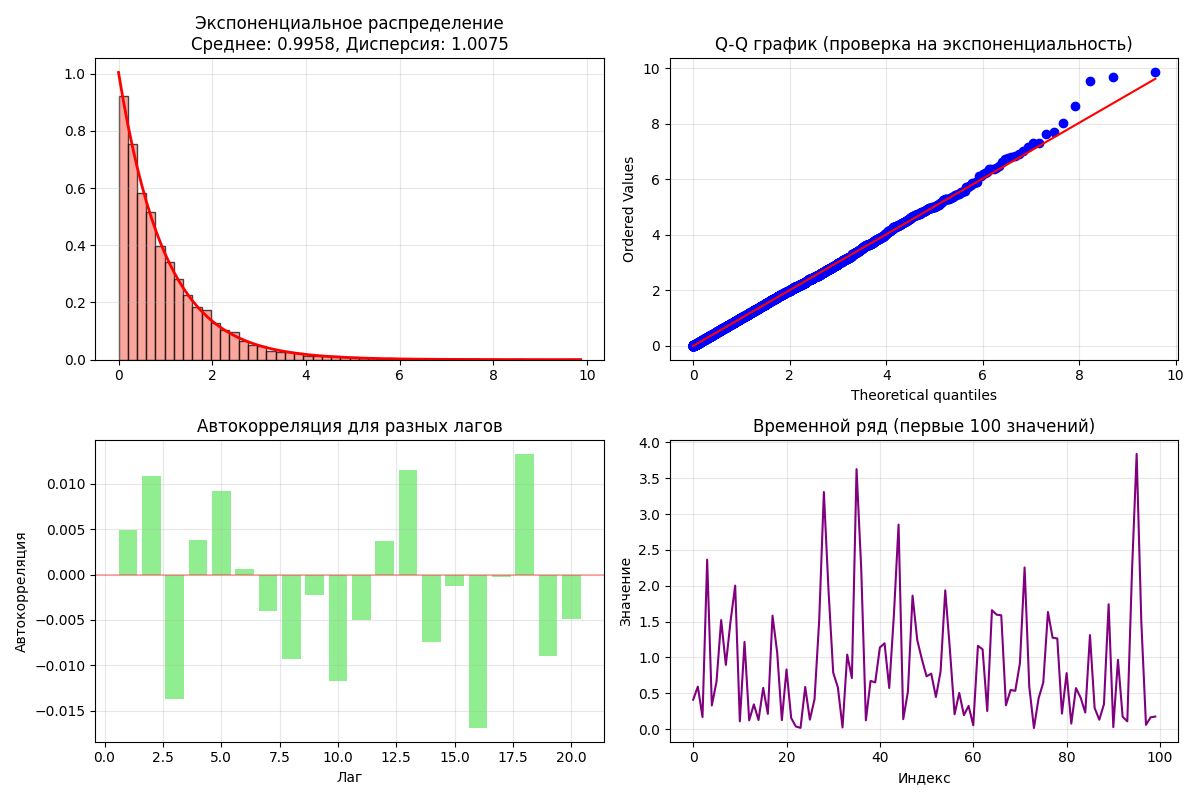 Экспоненциальное распределение
Среднее: 0.9958, Дисперсия: 1.0075
1.0
0.8
0.6
0.4
0.2
0.0
0 2 4 6 8 10
Q-Q график (проверка на экспоненциальность)
Ordered Values
10
8
6
4
2
0
0 2 4 6 8 10
Theoretical quantiles
Автокорреляция для разных лагов
Автокорреляция
0.010
0.005
0.000
−0.005
−0.010
−0.015
0.0 2.5 5.0 7.5 10.0 12.5 15.0 17.5 20.0
Лаг
Временной ряд (первые 100 значений)
Значение
4.0
3.5
3.0
2.5
2.0
1.5
1.0
0.5
0.0
0 20 40 60 80 100
Индекс